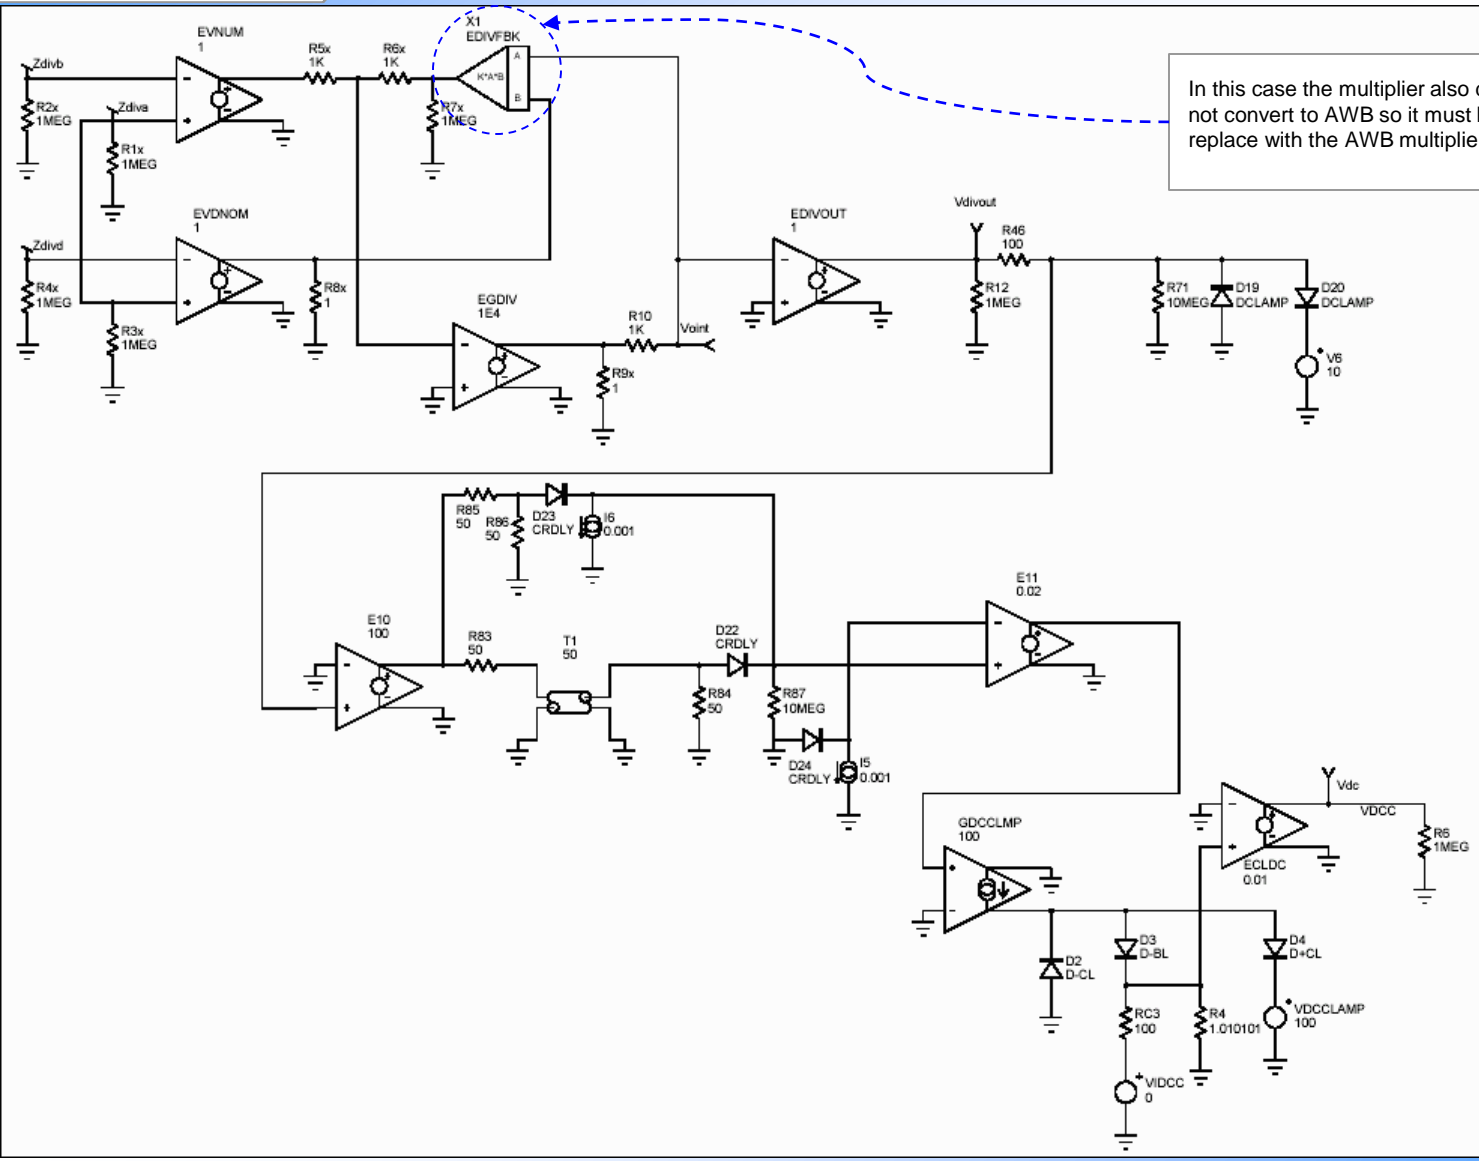 X1
EDIVFBK
EVNUM
1
R5x
1K
R6x
1K
A
K*A*B
B
Zdivb
R2x
1MEG
Zdiva
R1x
1MEG
R7x
1MEG
In this case the multiplier also
not convert to AWB so it must
replace with the AWB
EVDNOM
1
Zdivd
R4x
1MEG
R3x
1MEG
R8x
1
EGDIV
1E4
R10
1K
Voint
R9x
1
EDIVOUT
1
Vdivout
R46
100
R12
1MEG
R71
10MEG
D19
DCLAMP
D20
DCLAMP
V6
10
R85
50
R86
50
D23
CRDLY
I6
0.001
E10
100
R83
50
T1
50
D22
CRDLY
R84
50
R87
10MEG
D24
CRDLY
I5
0.001
E11
0.02
GDCCLMP
100
Vdc
VDCC
ECLDC
0.01
R6
1MEG
D2
D-CL
D3
D-BL
D4
D+CL
RC3
100
R4
1.010101
VDCCLAMP
100
VIDCC
0